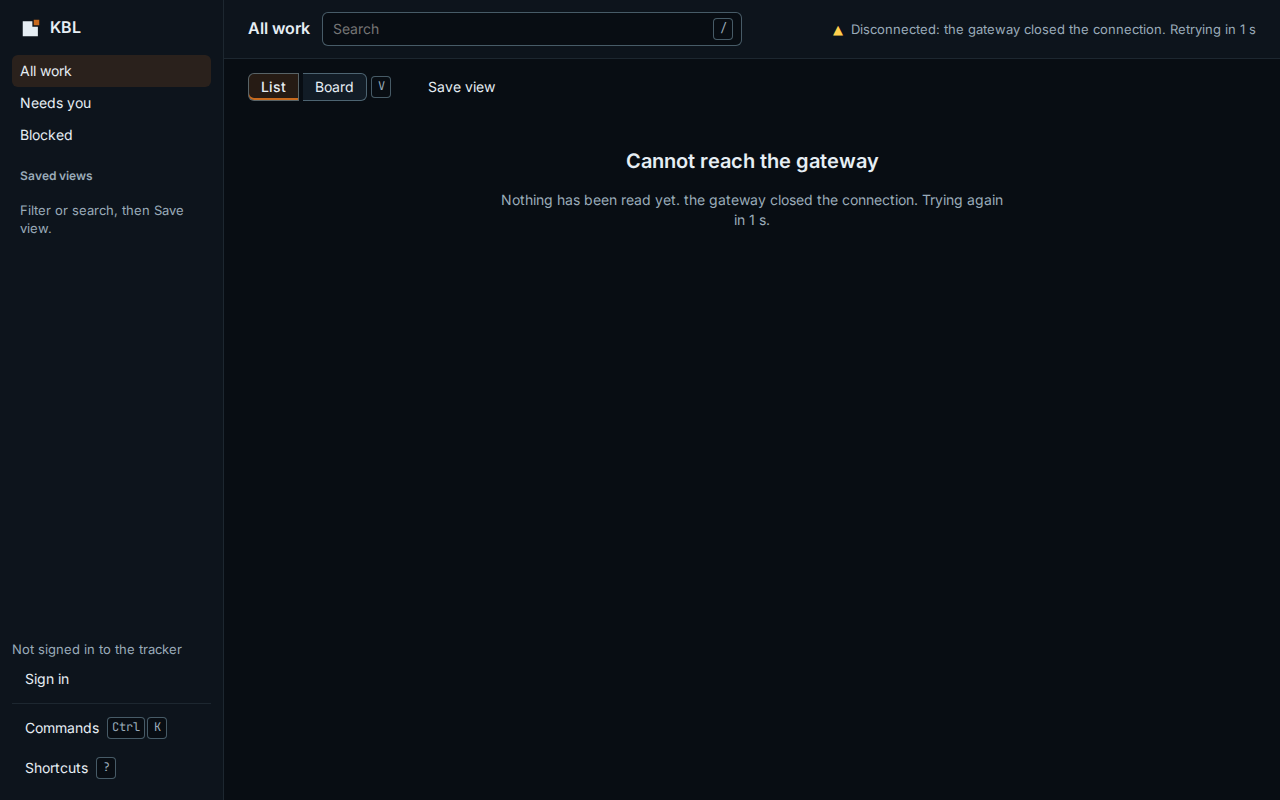 KBL
All work
Needs you
Blocked
Saved views
Filter or search, then Save
view.
Not signed in to the tracker
Sign in
Commands Ctrl K
Shortcuts ?
All work
Search /
Disconnected: the gateway closed the connection. Retrying in 1 s
List Board V Save view
Cannot reach the gateway
Nothing has been read yet. the gateway closed the connection. Trying again
in 1 s.